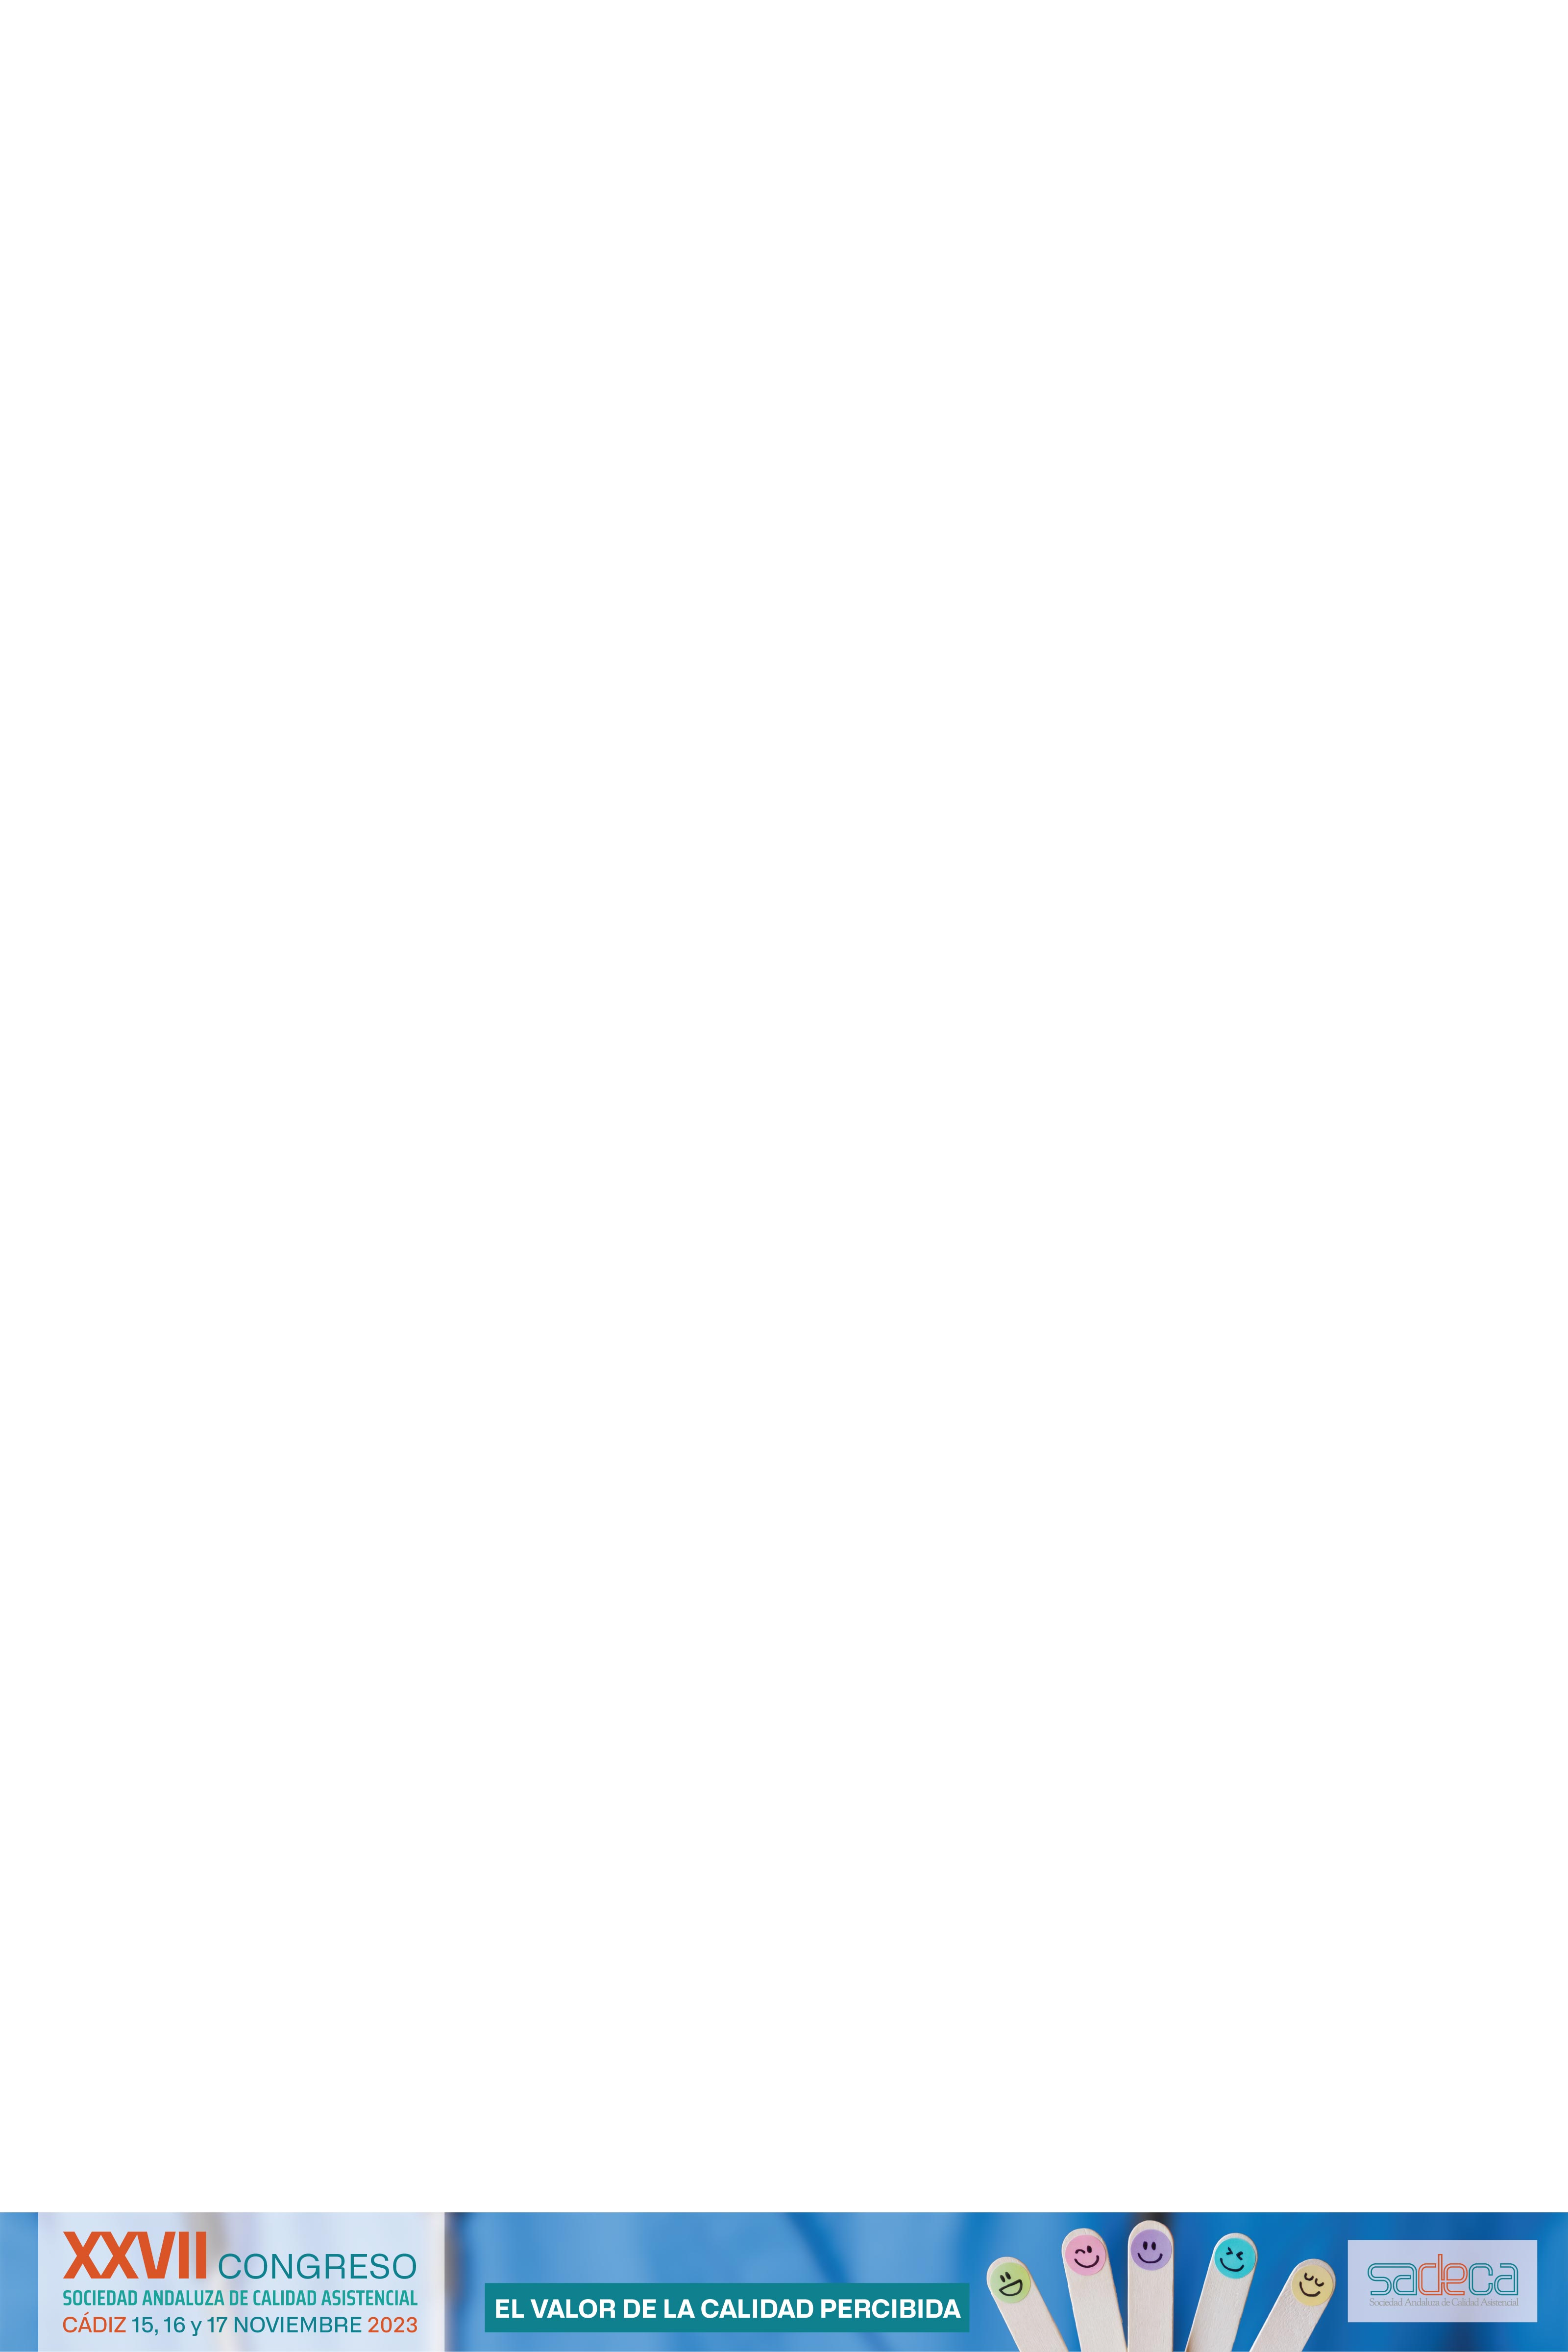 XXVII CONGRESO
SOCIEDAD ANDALUZA DE CALIDAD ASISTENCIAL
CÁDIZ 15, 16 y 17 NOVIEMBRE 2023
EL VALOR DE LA CALIDAD PERCIBIDA
sadeca
Sociedad Andaluza de Calidad Asistencial